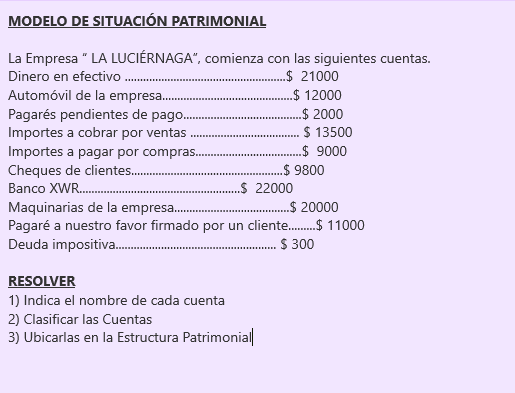 MODELO DE SITUACIÓN PATRIMONIAL
La Empresa “ LA LUCIÉRNAGA”, comienza con las siguientes cuentas.
Dinero en efectivo ......................................................$ 21000
Automóvil de la empresa............................................$ 12000
Pagarés pendientes de pago.......................................$ 2000
Importes a cobrar por ventas ..................................... $ 13500
Importes a pagar por compras....................................$ 9000
Cheques de clientes...................................................$ 9800
Banco XWR......................................................$ 22000
Maquinarias de la empresa.......................................$ 20000
Pagaré a nuestro favor firmado por un cliente.........$ 11000
Deuda impositiva...................................................... $ 300
RESOLVER
1) Indica el nombre de cada cuenta
2) Clasificar las Cuentas
3) Ubicarlas en la Estructura Patrimonial